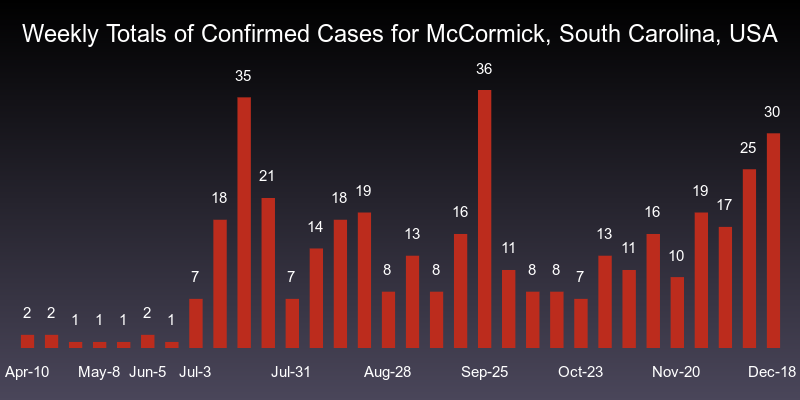 Weekly Totals of Confirmed Cases for McCormick, South Carolina, USA
2 2 1 1 1 2 1 7 18 35 21 7 14 18 19 8 13 8 16 36 11 8 8 7 13 11 16 10 19 17 25 30
Apr-10 May-8 Jun-5 Jul-3 Jul-31 Aug-28 Sep-25 Oct-23 Nov-20 Dec-18